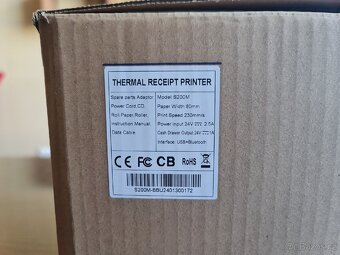 THERMAL RECEIPT PRINTER
Spare parts Adaptor Model: S200M
Power Cord,CD, Paper Width 80mm
Roll Paper,Roller, Print Speed 230mm/s
Instruction Manual. Power Input 24V 2.5A
Data Cable Cash Drawer Output 24V 1A
Interface: USB+Bluetooth
CE FC CB RoHS
S200M-BBU2401300172